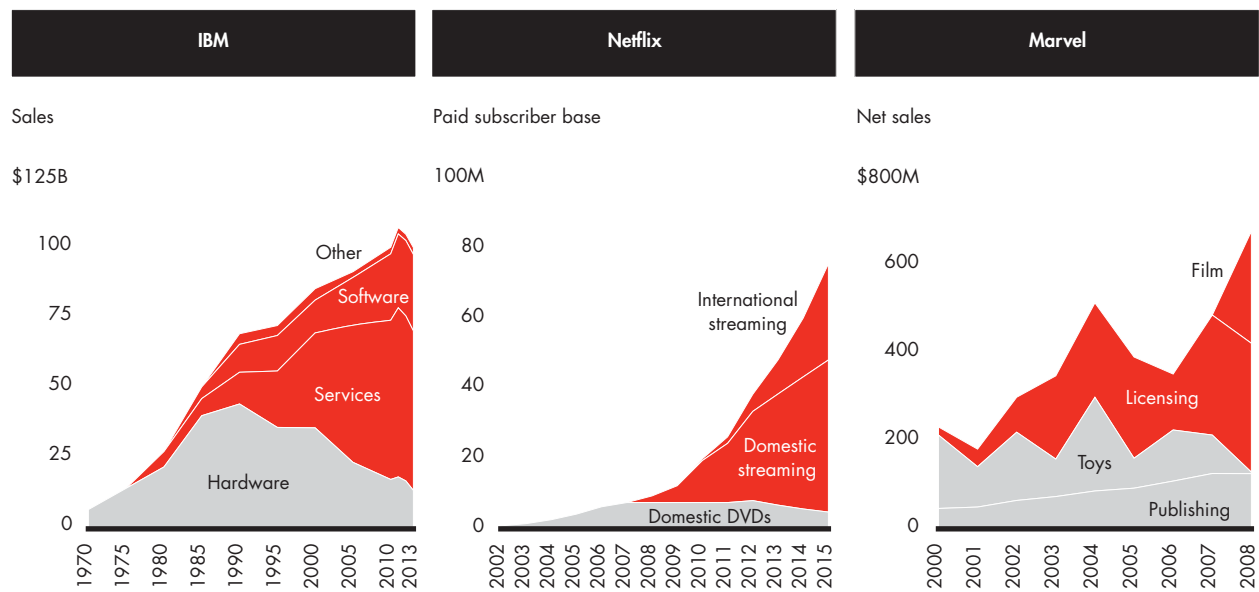 IBM
Sales
$125B
100
75
50
25
0
Other
Software
Services
Hardware
1970
1975
1980
1985
1990
1995
2000
2005
2010
2013
Netflix
Paid subscriber base
100M
80
60
40
20
0
International
streaming
Domestic
streaming
Domestic DVDs
2002
2003
2004
2005
2006
2007
2008
2009
2010
2011
2012
2013
2014
2015
Marvel
Net sales
$800M
600
400
200
0
Film
Licensing
Toys
Publishing
2000
2001
2002
2003
2004
2005
2006
2007
2008